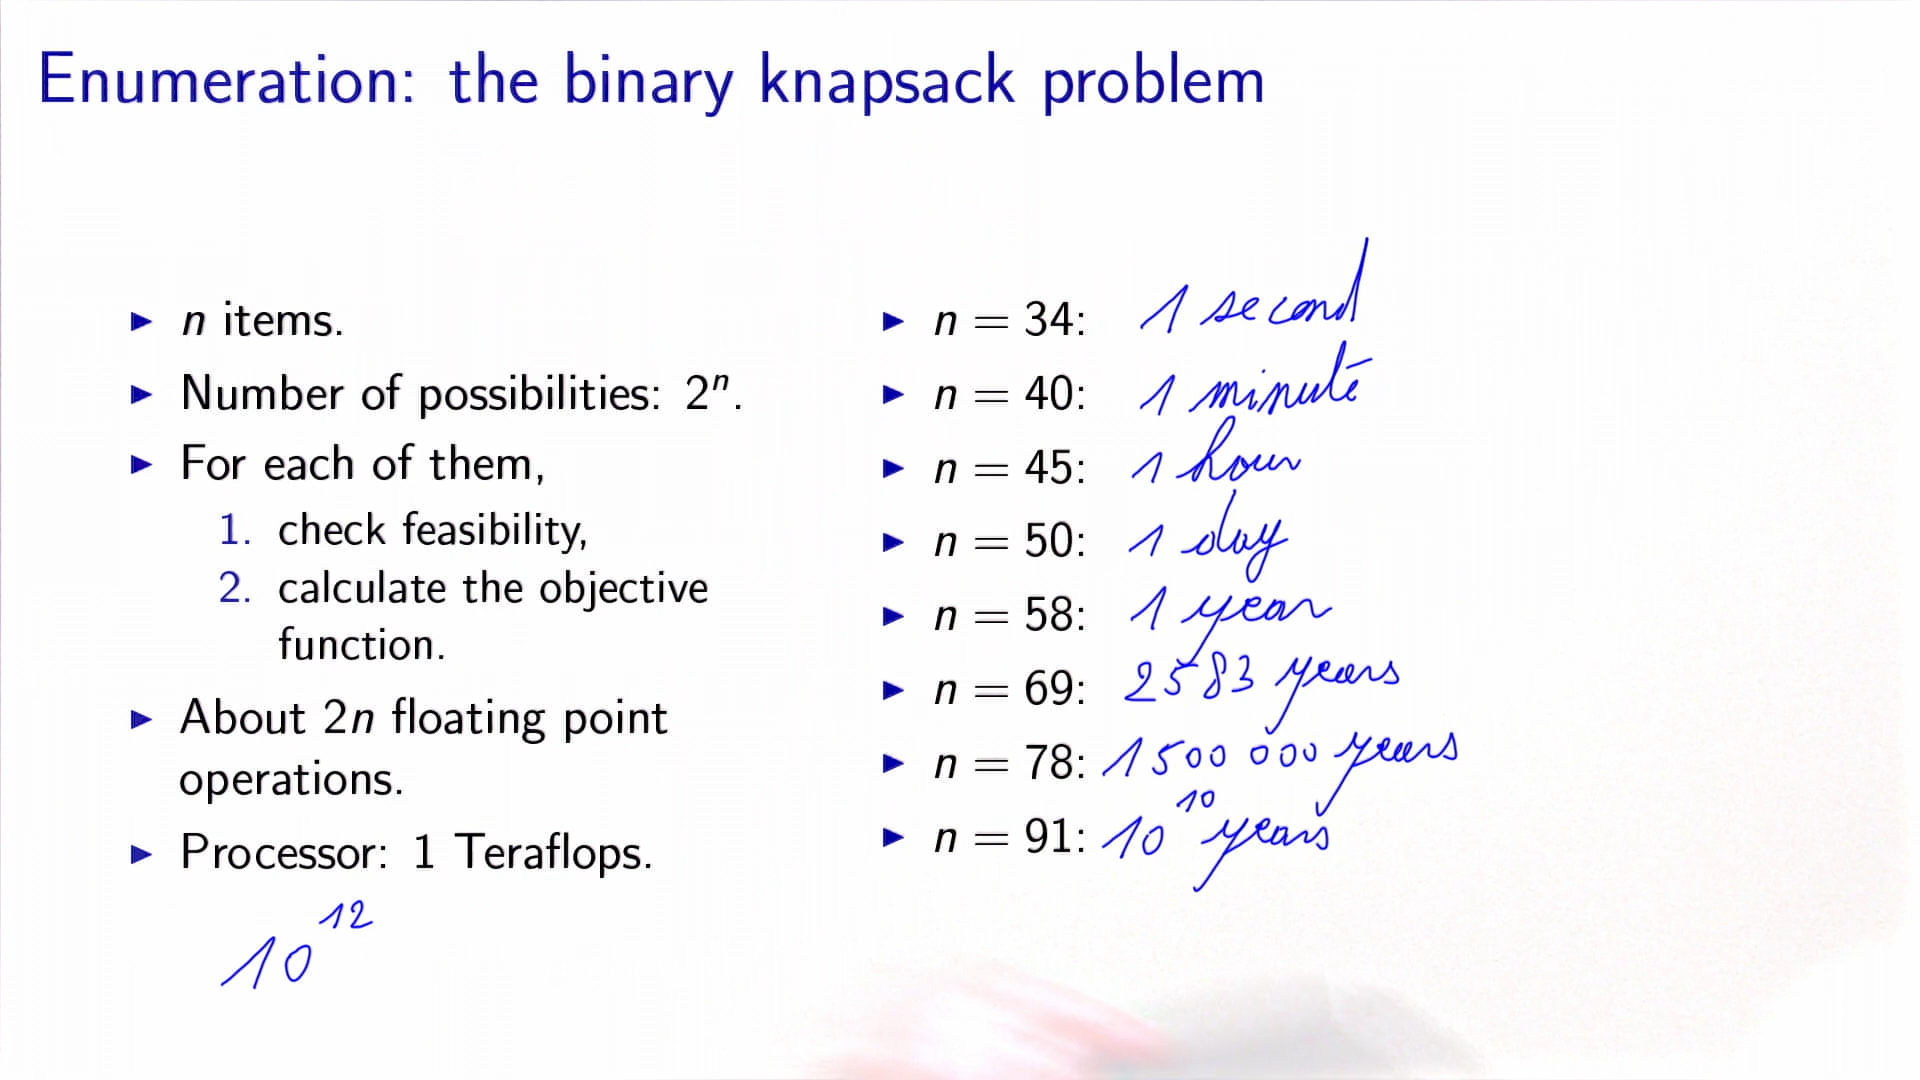 Enumeration: the binary knapsack problem
▶ n items.
▶ Number of possibilities: 2ⁿ.
▶ For each of them,
1. check feasibility,
2. calculate the objective
function.
▶ About 2n floating point
operations.
▶ Processor: 1 Teraflops.
10¹²
▶ n = 34: 1 second
▶ n = 40: 1 minute
▶ n = 45: 1 hour
▶ n = 50: 1 day
▶ n = 58: 1 year
▶ n = 69: 2583 years
▶ n = 78: 1500 000 years
▶ n = 91: 10¹⁰ years